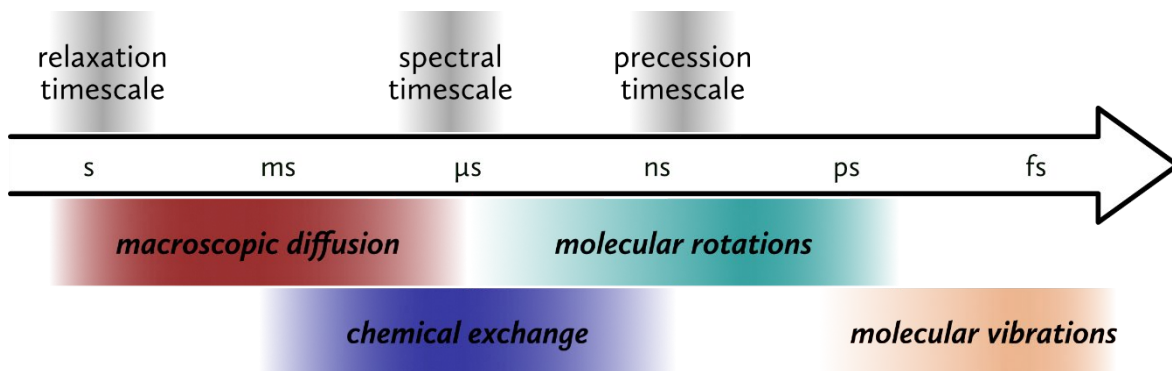 relaxation timescale
spectral timescale
precession timescale
s ms µs ns ps fs
macroscopic diffusion molecular rotations
chemical exchange molecular vibrations